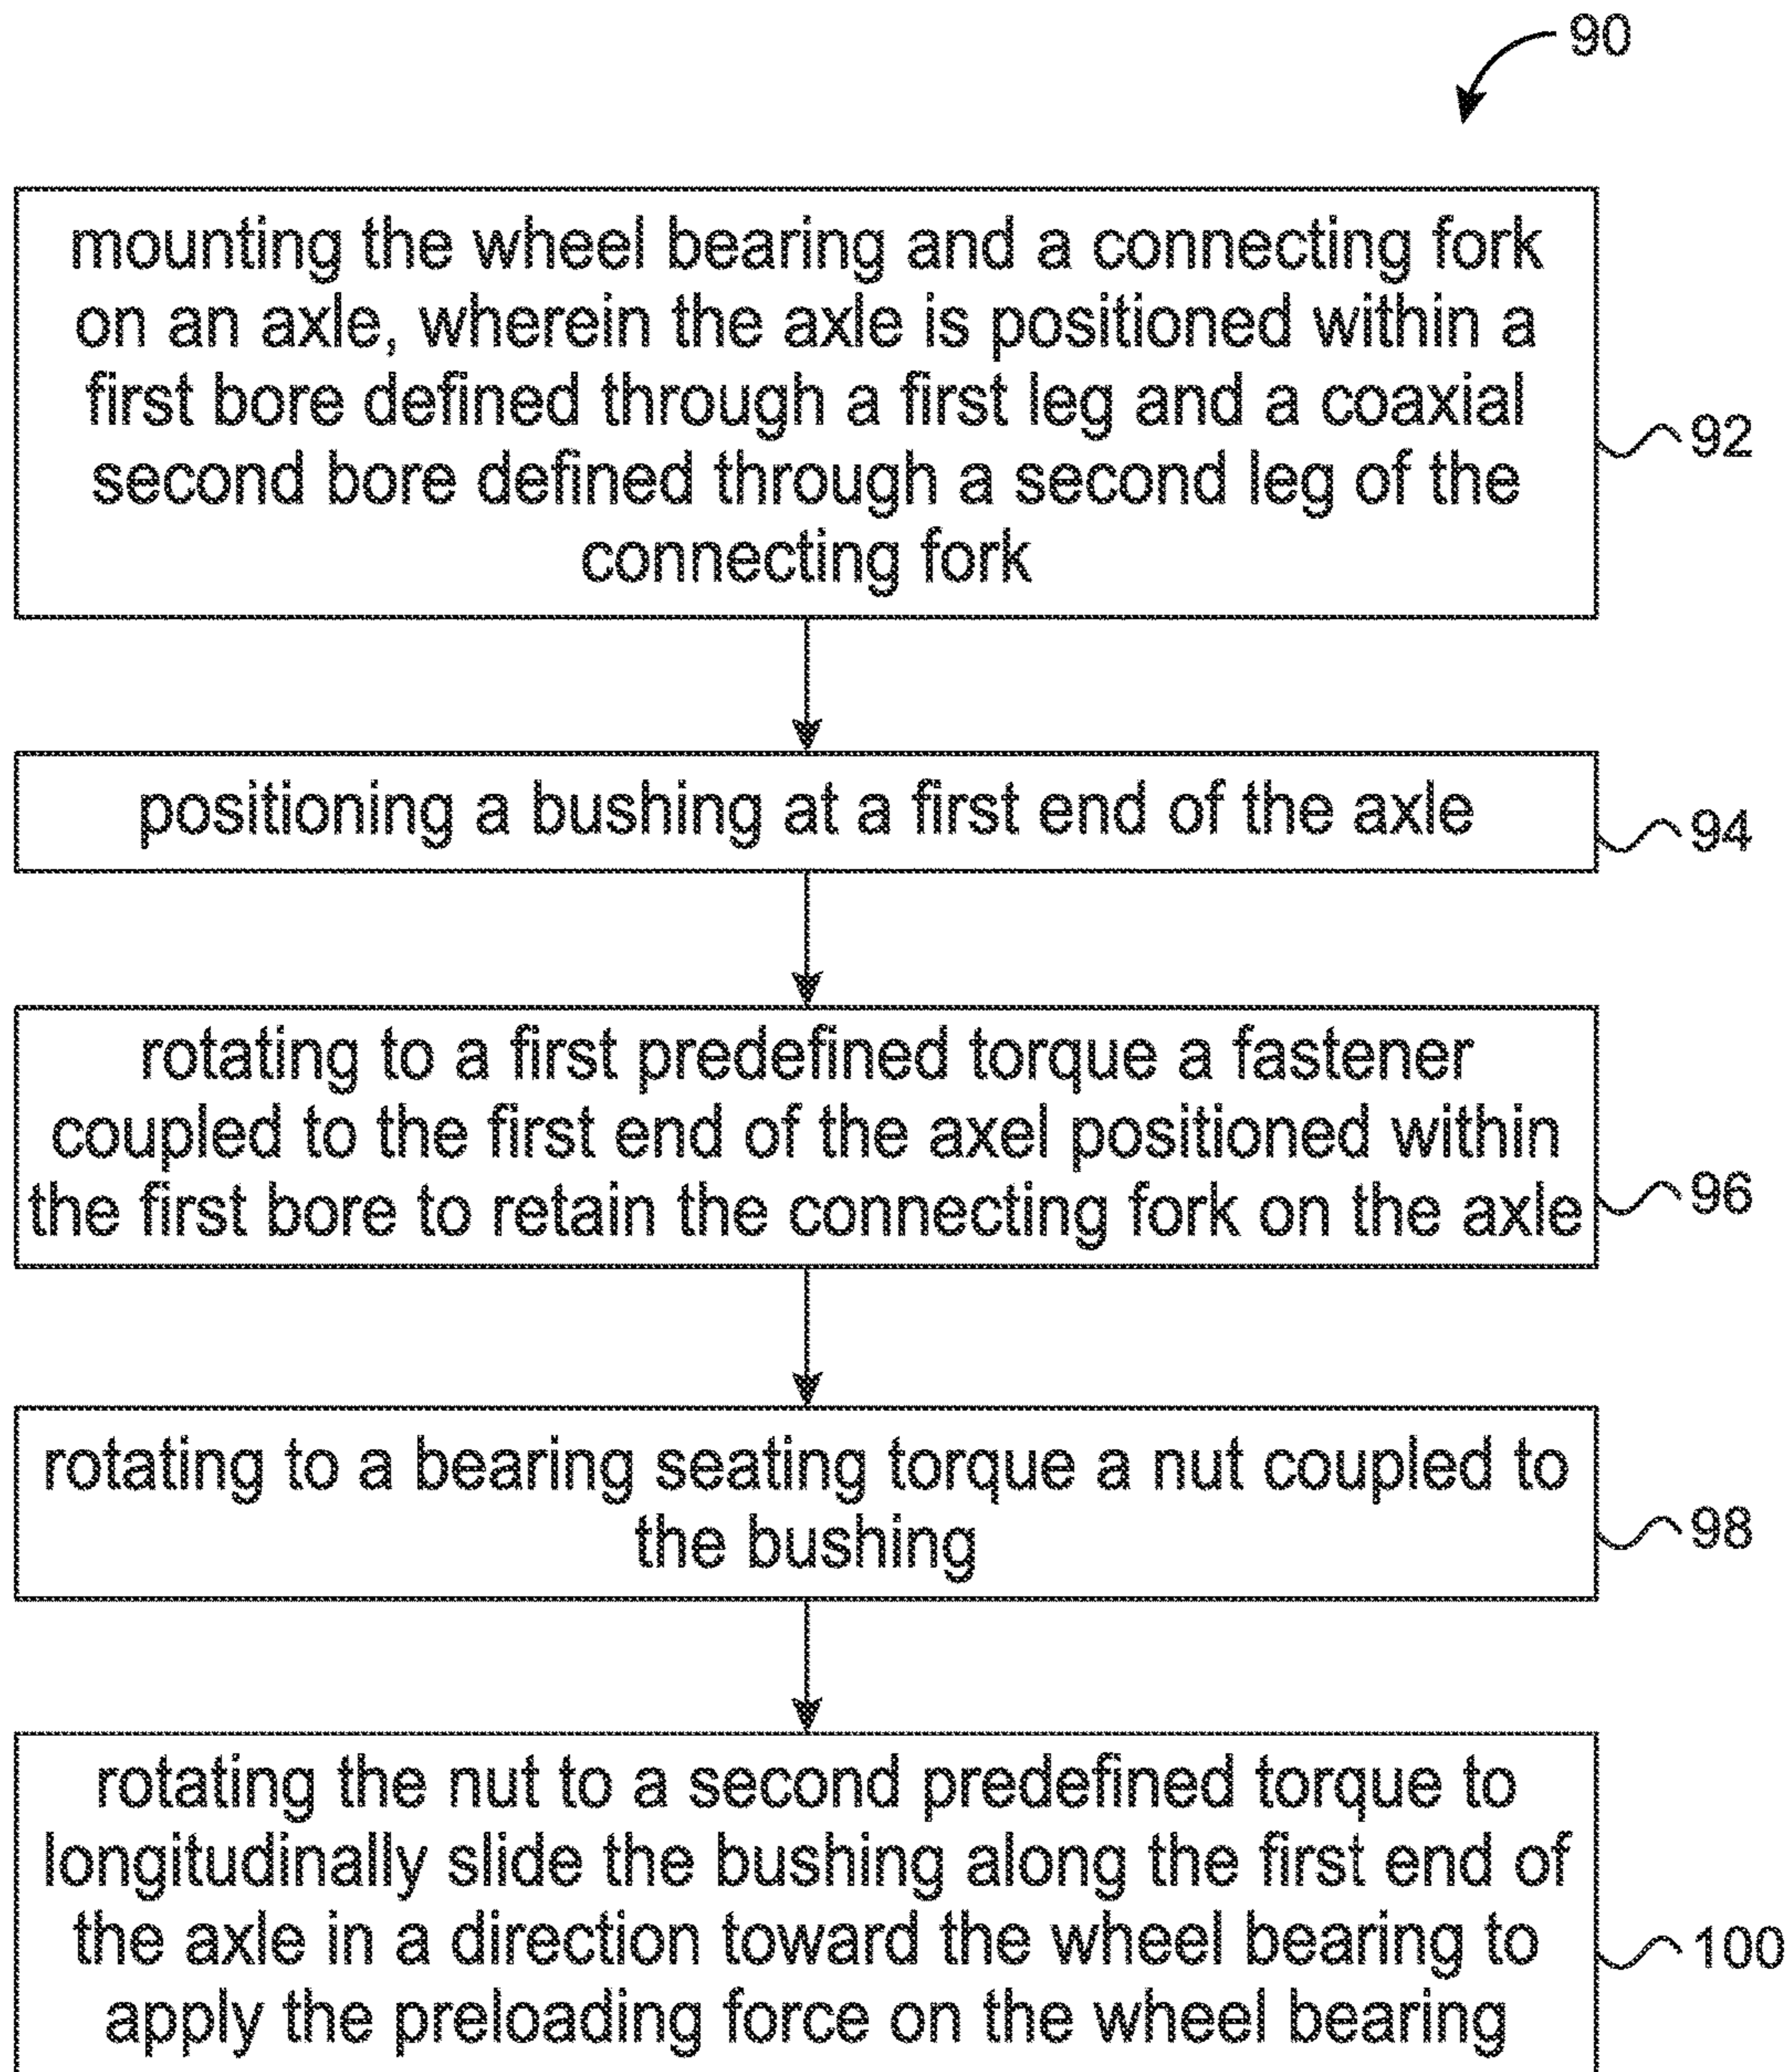 90
mounting the wheel bearing and a connecting fork
on an axle, wherein the axle is positioned within a
first bore defined through a first leg and a coaxial
second bore defined through a second leg of the
connecting fork
92
positioning a bushing at a first end of the axle
94
rotating to a first predefined torque a fastener
coupled to the first end of the axel positioned within
the first bore to retain the connecting fork on the axle
96
rotating to a bearing seating torque a nut coupled to
the bushing
98
rotating the nut to a second predefined torque to
longitudinally slide the bushing along the first end of
the axle in a direction toward the wheel bearing to
apply the preloading force on the wheel bearing
100